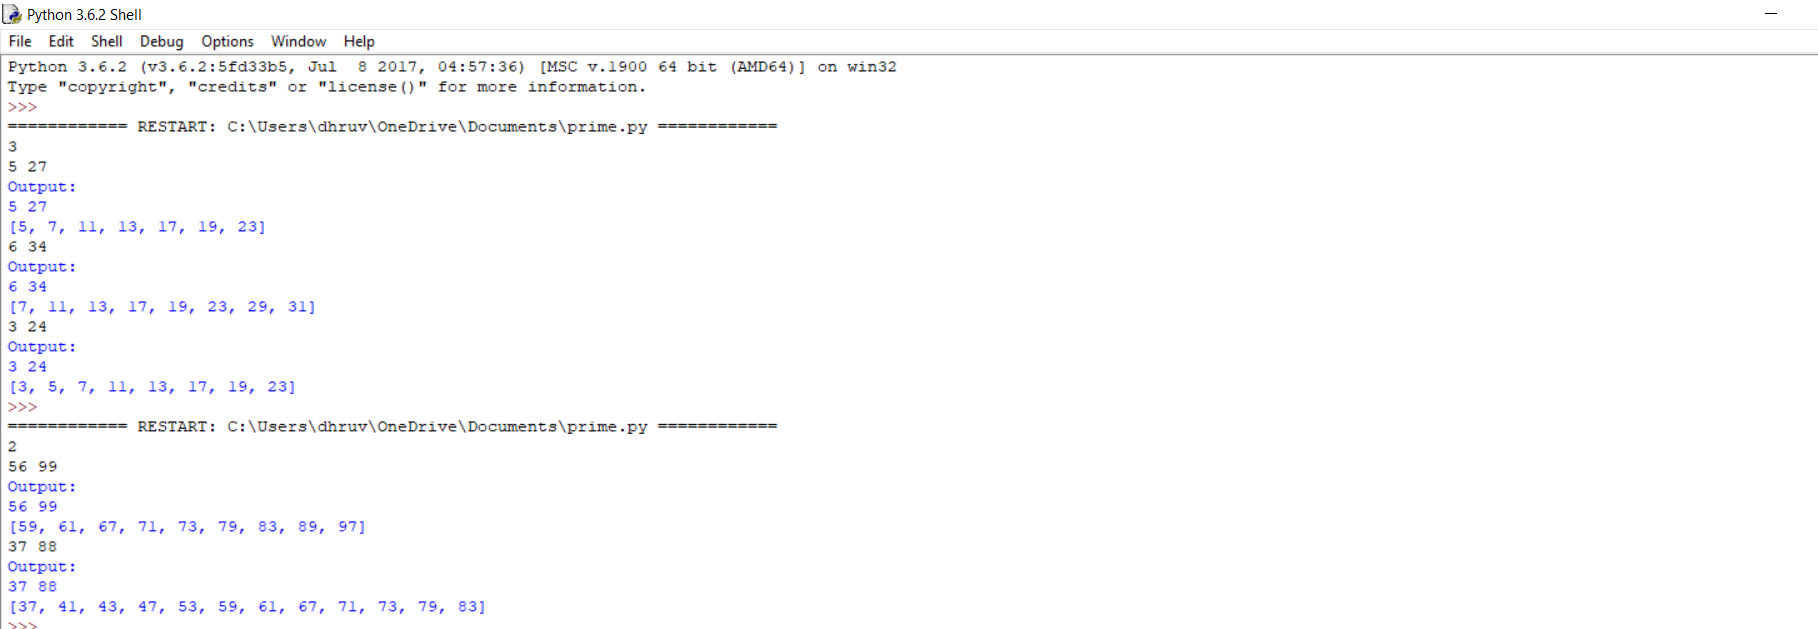 Python 3.6.2 Shell
File Edit Shell Debug Options Window Help
Python 3.6.2 (v3.6.2:5fd33b5, Jul  8 2017, 04:57:36) [MSC v.1900 64 bit (AMD64)] on win32
Type "copyright", "credits" or "license()" for more information.
>>>
============ RESTART: C:\Users\dhruv\OneDrive\Documents\prime.py ============
3
5 27
Output:
5 27
[5, 7, 11, 13, 17, 19, 23]
6 34
Output:
6 34
[7, 11, 13, 17, 19, 23, 29, 31]
3 24
Output:
3 24
[3, 5, 7, 11, 13, 17, 19, 23]
>>>
============ RESTART: C:\Users\dhruv\OneDrive\Documents\prime.py ============
2
56 99
Output:
56 99
[59, 61, 67, 71, 73, 79, 83, 89, 97]
37 88
Output:
37 88
[37, 41, 43, 47, 53, 59, 61, 67, 71, 73, 79, 83]
>>>